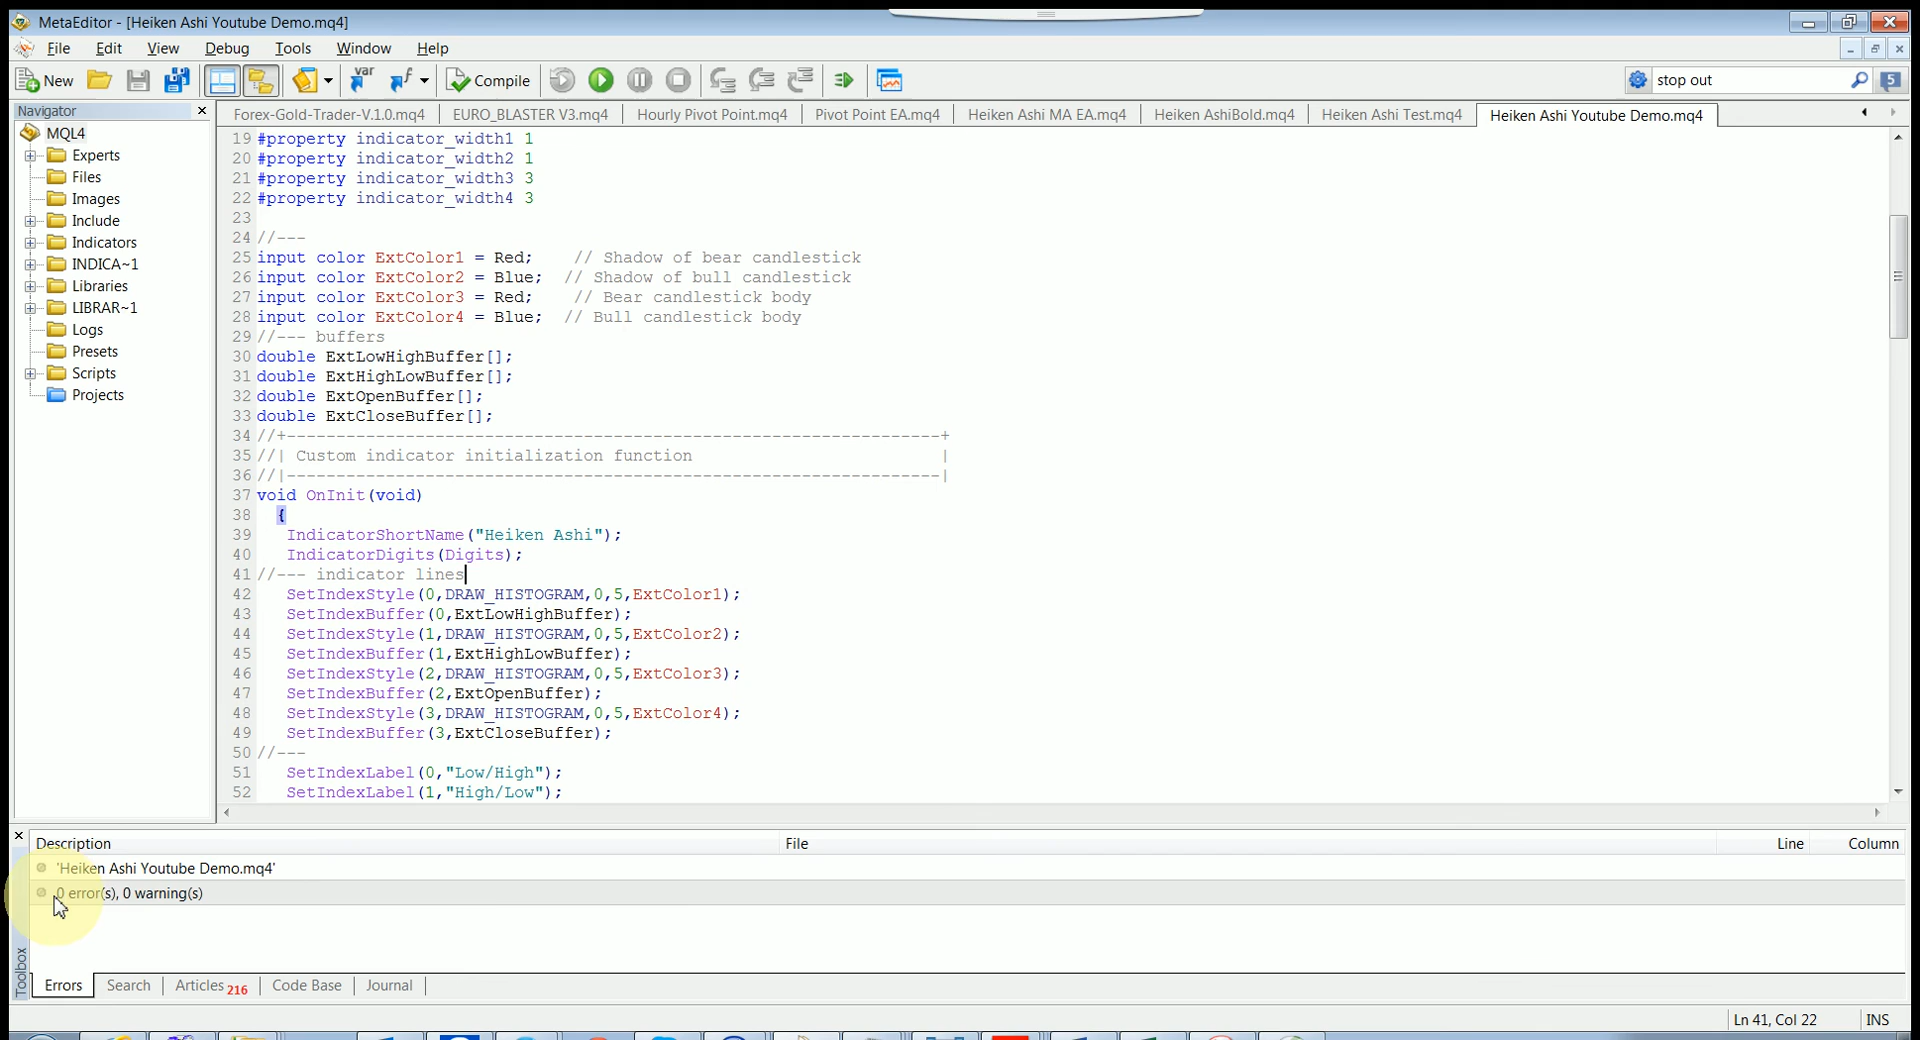 MetaEditor - [Heiken Ashi Youtube Demo.mq4]
File Edit View Debug Tools Window Help
New var f Compile stop out 5
Navigator
Forex-Gold-Trader-V.1.0.mq4 EURO_BLASTER V3.mq4 Hourly Pivot Point.mq4 Pivot Point EA.mq4 Heiken Ashi MA EA.mq4 Heiken AshiBold.mq4 Heiken Ashi Test.mq4 Heiken Ashi Youtube Demo.mq4
MQL4
Experts
Files
Images
Include
Indicators
INDICA~1
Libraries
LIBRAR~1
Logs
Presets
Scripts
Projects
19 #property indicator_width1 1
20 #property indicator_width2 1
21 #property indicator_width3 3
22 #property indicator_width4 3
23
24 //---
25 input color ExtColor1 = Red;    // Shadow of bear candlestick
26 input color ExtColor2 = Blue;  // Shadow of bull candlestick
27 input color ExtColor3 = Red;    // Bear candlestick body
28 input color ExtColor4 = Blue;  // Bull candlestick body
29 //--- buffers
30 double ExtLowHighBuffer[];
31 double ExtHighLowBuffer[];
32 double ExtOpenBuffer[];
33 double ExtCloseBuffer[];
34 //+------------------------------------------------------------------+
35 //| Custom indicator initialization function                         |
36 //|------------------------------------------------------------------|
37 void OnInit(void)
38   {
39    IndicatorShortName("Heiken Ashi");
40    IndicatorDigits(Digits);
41 //--- indicator lines
42    SetIndexStyle(0,DRAW_HISTOGRAM,0,5,ExtColor1);
43    SetIndexBuffer(0,ExtLowHighBuffer);
44    SetIndexStyle(1,DRAW_HISTOGRAM,0,5,ExtColor2);
45    SetIndexBuffer(1,ExtHighLowBuffer);
46    SetIndexStyle(2,DRAW_HISTOGRAM,0,5,ExtColor3);
47    SetIndexBuffer(2,ExtOpenBuffer);
48    SetIndexStyle(3,DRAW_HISTOGRAM,0,5,ExtColor4);
49    SetIndexBuffer(3,ExtCloseBuffer);
50 //---
51    SetIndexLabel(0,"Low/High");
52    SetIndexLabel(1,"High/Low");
Description File Line Column
'Heiken Ashi Youtube Demo.mq4'
0 error(s), 0 warning(s)
Toolbox
Errors Search Articles 216 Code Base Journal
Ln 41, Col 22 INS